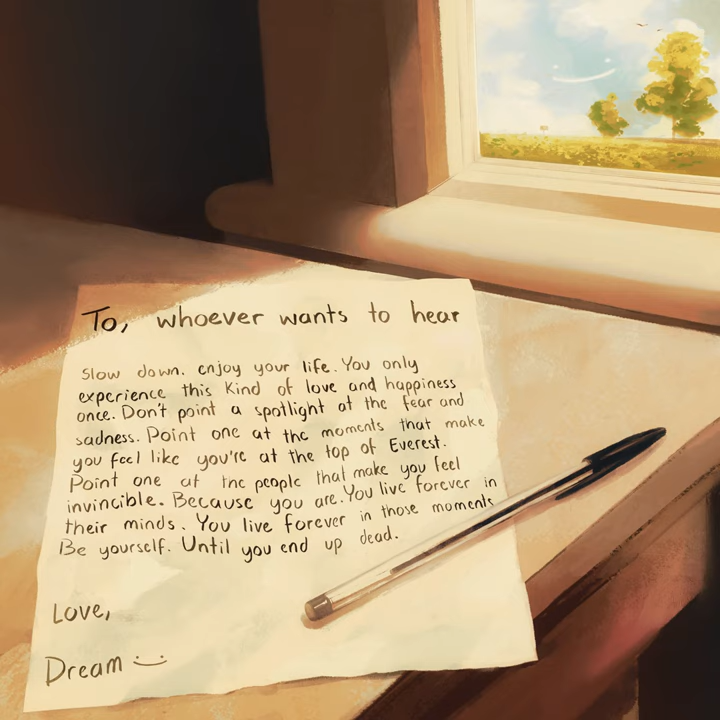 To, whoever wants to hear
slow down. enjoy your life. You only
experience this kind of love and happiness
once. Don't point a spotlight at the fear and
sadness. Point one at the moments that make
you feel like you're at the top of Everest.
Point one at the people that make you feel
invincible. Because you are. You live forever in
their minds. You live forever in those moments
Be yourself. Until you end up dead.
Love,
Dream :)